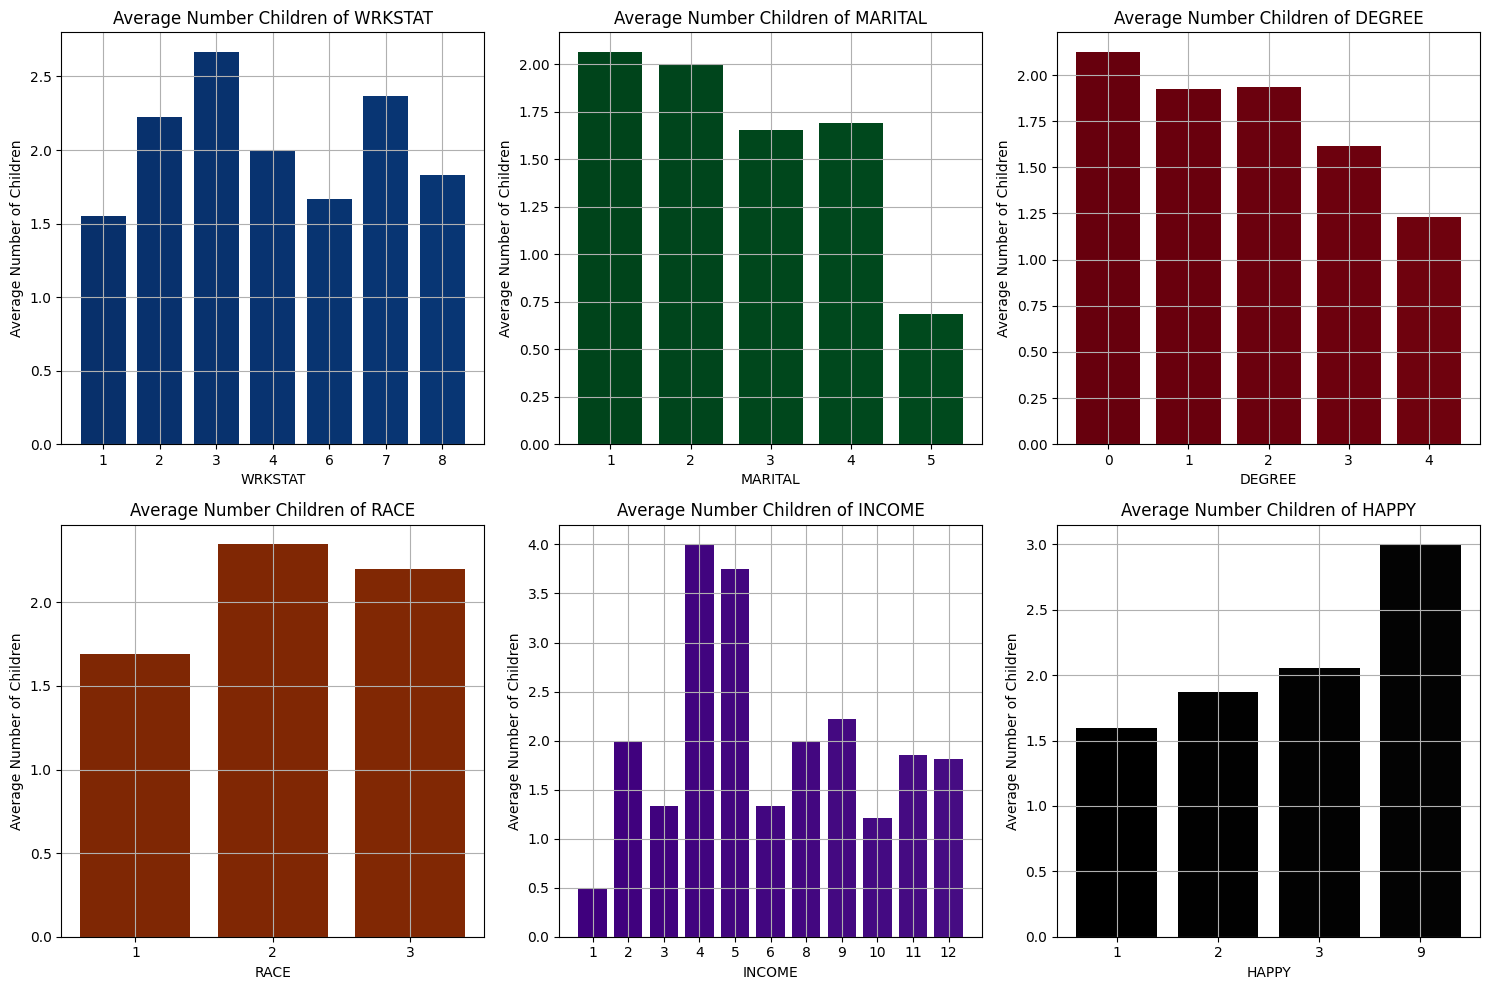 Average Number Children of WRKSTAT
Average Number of Children
2.5
2.0
1.5
1.0
0.5
0.0
1 2 3 4 6 7 8
WRKSTAT
Average Number Children of MARITAL
Average Number of Children
2.00
1.75
1.50
1.25
1.00
0.75
0.50
0.25
0.00
1 2 3 4 5
MARITAL
Average Number Children of DEGREE
Average Number of Children
2.00
1.75
1.50
1.25
1.00
0.75
0.50
0.25
0.00
0 1 2 3 4
DEGREE
Average Number Children of RACE
Average Number of Children
2.0
1.5
1.0
0.5
0.0
1 2 3
RACE
Average Number Children of INCOME
Average Number of Children
4.0
3.5
3.0
2.5
2.0
1.5
1.0
0.5
0.0
1 2 3 4 5 6 8 9 10 11 12
INCOME
Average Number Children of HAPPY
Average Number of Children
3.0
2.5
2.0
1.5
1.0
0.5
0.0
1 2 3 9
HAPPY